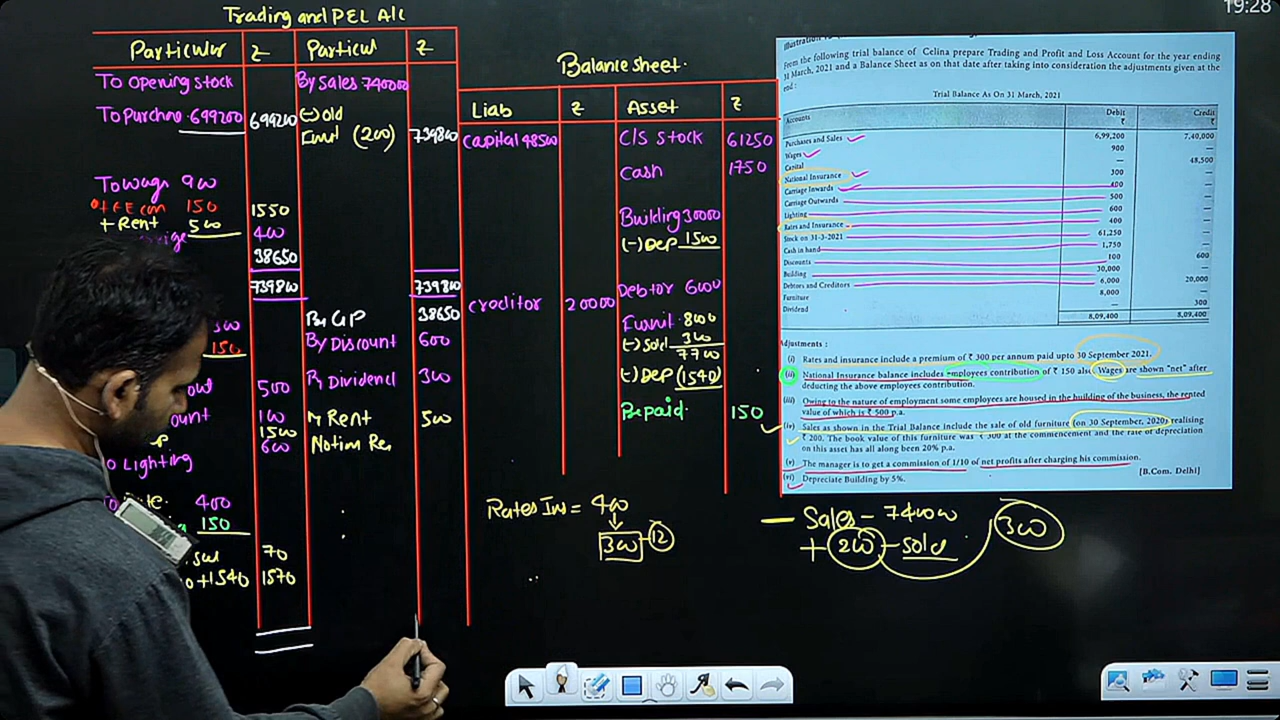 19:28
Trading and P&L A/c
Particular ₹ Particul ₹
To Opening Stock
By Sales 740000
To Purchase 699200 699200
(-) old
Furnit (200) 739800
To wag 900
150
+ Rent 500 1550
400
38650
739800 739800
300
150
By GP 38650
By Discount 600
500
By Dividend 300
100
1500
By Rent 500
Notion Re
To Lighting 600
400
150
70
+1540 1570
Balance sheet.
Liab ₹ Asset ₹
capital 48500
C/S Stock 61250
Cash 1750
Building 30000
(-) Dep 1500
creditor 20000
Debtor 6000
Furnit 8000
(-) Sold 300
7700
(-) Dep (1540)
Prepaid 150
Rates Ins = 400
300 - 12
Sales - 740000
+ 200 - sold
300
From the following trial balance of Celina prepare Trading and Profit and Loss Account for the year ending
31 March, 2021 and a Balance Sheet as on that date after taking into consideration the adjustments given at the
end :
Trial Balance As On 31 March, 2021
Accounts Debit ₹ Credit ₹
Purchases and Sales 6,99,200 7,40,000
Wages 900 —
Capital — 48,500
National Insurance 300 —
Carriage Inwards 400 —
Carriage Outwards 500 —
Lighting 600 —
Rates and Insurance 400 —
Stock on 31-3-2021 61,250 —
Cash in hand 1,750 —
Discounts 100 600
Building 30,000 —
Debtors and Creditors 6,000 20,000
Furniture 8,000 —
Dividend 300
8,09,400 8,09,400
Adjustments :
(i) Rates and insurance include a premium of ₹ 300 per annum paid upto 30 September 2021.
(ii) National Insurance balance includes employees contribution of ₹ 150 also. Wages are shown "net" after
deducting the above employees contribution.
(iii) Owing to the nature of employment some employees are housed in the building of the business, the rented
value of which is ₹ 500 p.a.
(iv) Sales as shown in the Trial Balance include the sale of old furniture (on 30 September, 2020) realising
₹ 200. The book value of this furniture was ₹ 300 at the commencement and the rate of depreciation
on this asset has all along been 20% p.a.
(v) The manager is to get a commission of 1/10 of net profits after charging his commission.
(vi) Depreciate Building by 5%.
[B.Com. Delhi]